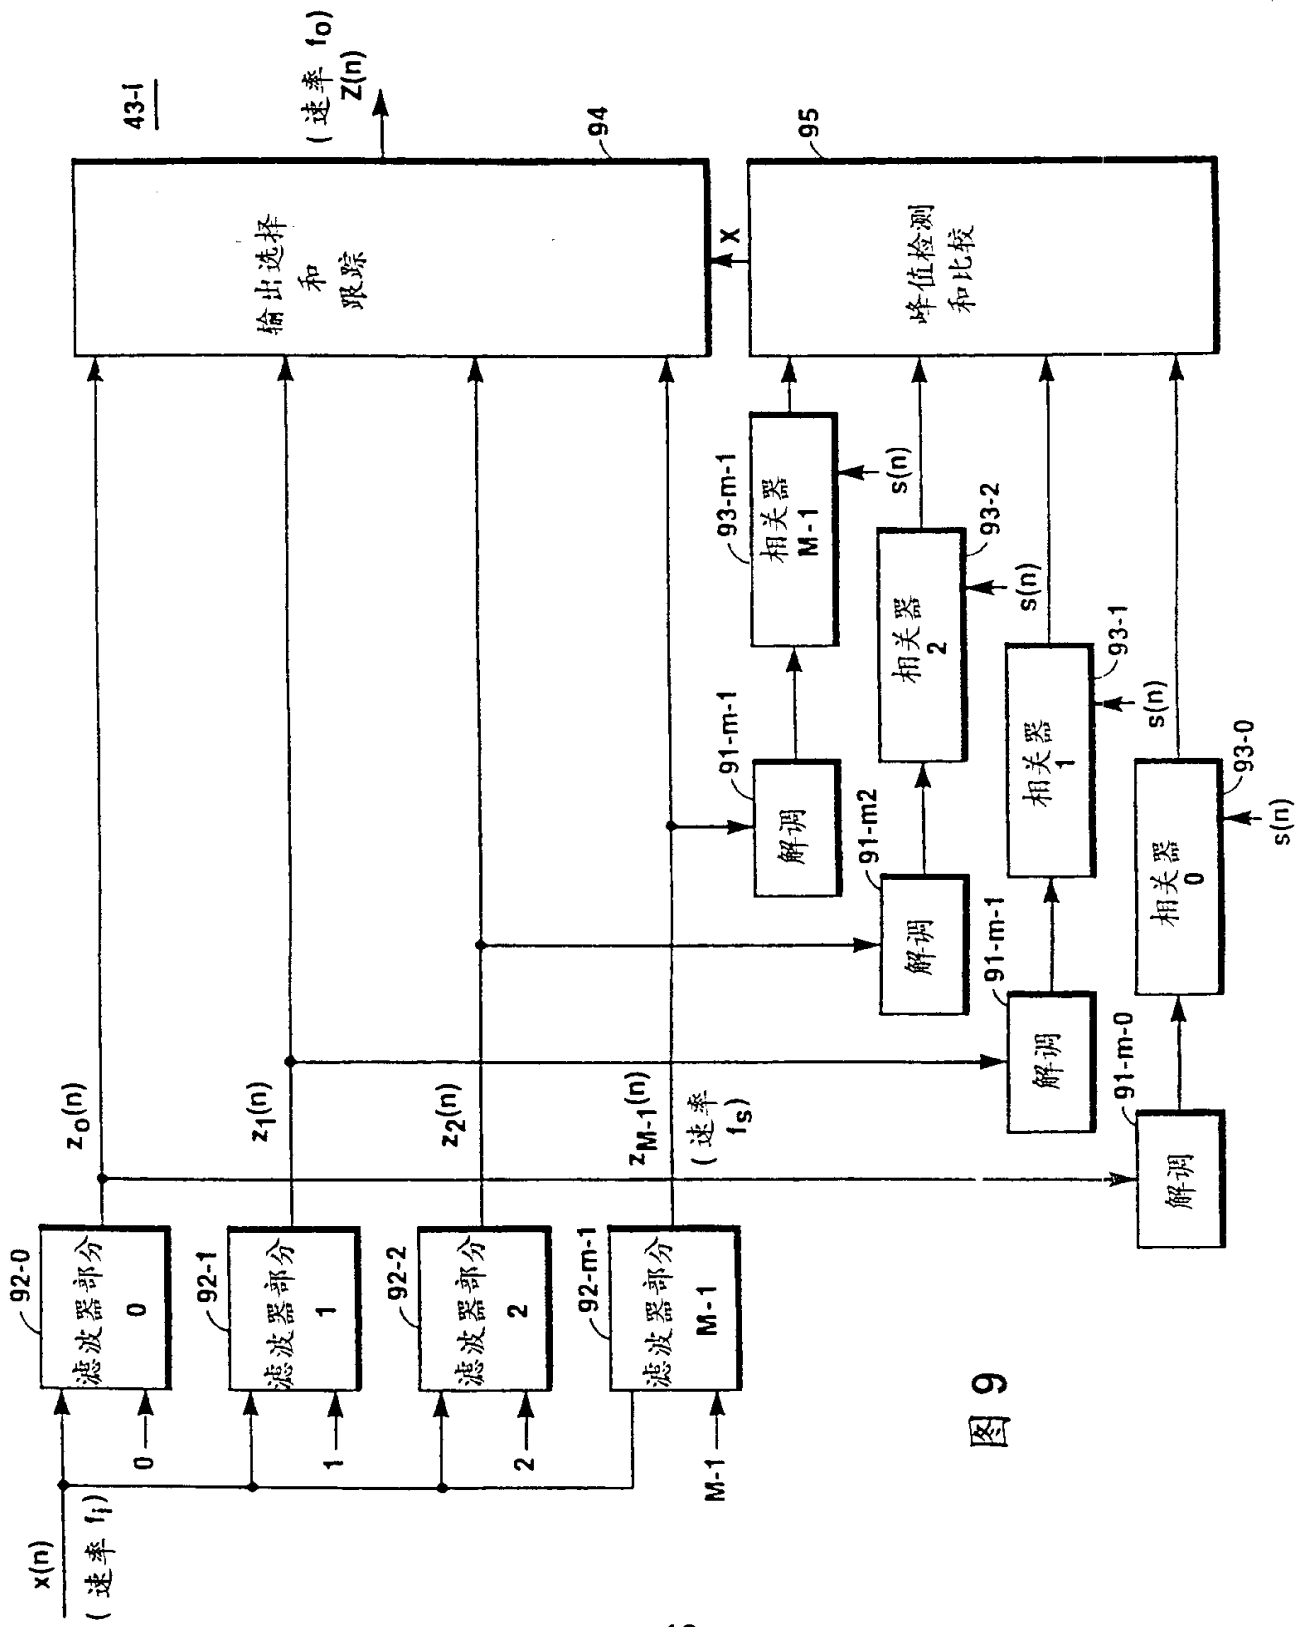 43-I
x(n)
(速率 fi)
0
1
2
M-1
92-0
滤波器部分
0
92-1
滤波器部分
1
92-2
滤波器部分
2
92-m-1
滤波器部分
M-1
z0(n)
z1(n)
z2(n)
zM-1(n)
(速率
fs)
输出选择
和
跟踪
94
(速率 fo)
Z(n)
X
峰值检测
和比较
95
91-m-1
解调
93-m-1
相关器
M-1
s(n)
91-m2
解调
93-2
相关器
2
s(n)
91-m-1
解调
93-1
相关器
1
s(n)
91-m-0
解调
93-0
相关器
0
s(n)
图 9